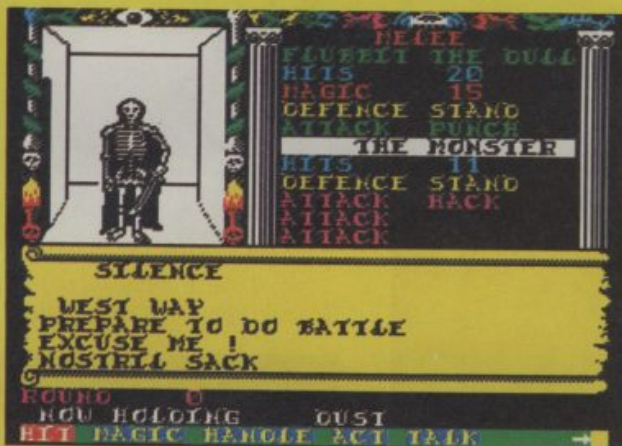 MELEE
FLUBBIT THE DULL
HITS 20
MAGIC 15
DEFENCE STAND
ATTACK PUNCH
THE MONSTER
HITS 11
DEFENCE STAND
ATTACK HACK
ATTACK
ATTACK
SILENCE
WEST WAY
PREPARE TO DO BATTLE
EXCUSE ME !
NOSTRIL SACK
ROUND 0
NOW HOLDING DUST
HIT MAGIC HANDLE ACT TALK →